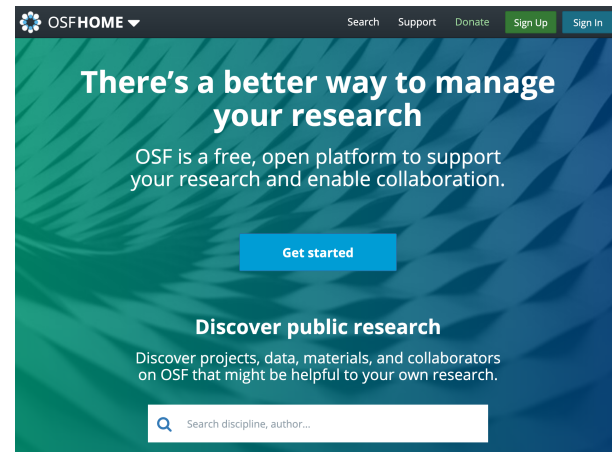 OSFHOME
Search Support Donate Sign Up Sign In
There's a better way to manage
your research
OSF is a free, open platform to support
your research and enable collaboration.
Get started
Discover public research
Discover projects, data, materials, and collaborators
on OSF that might be helpful to your own research.
Search discipline, author...